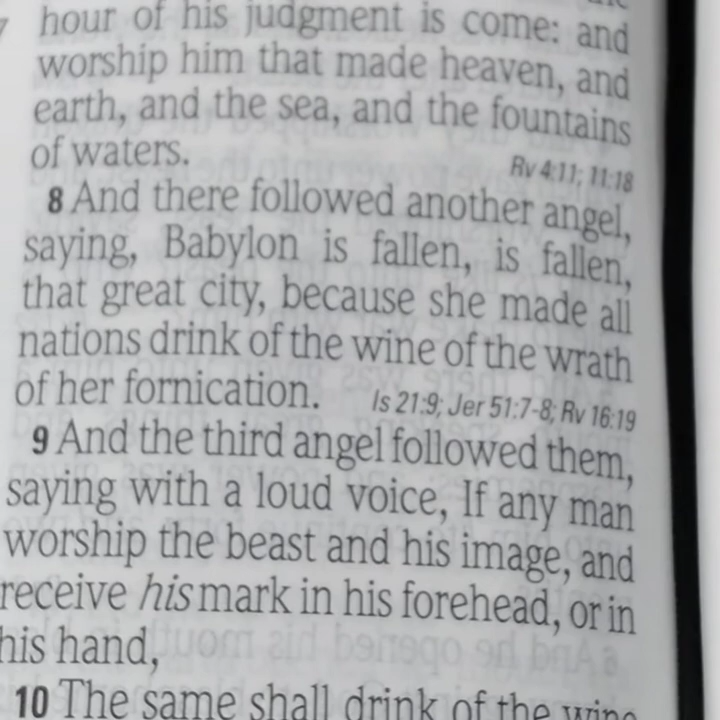 hour of his judgment is come: and
worship him that made heaven, and
earth, and the sea, and the fountains
of waters. Rv 4:11; 11:18
8 And there followed another angel,
saying, Babylon is fallen, is fallen,
that great city, because she made all
nations drink of the wine of the wrath
of her fornication. Is 21:9; Jer 51:7-8; Rv 16:19
9 And the third angel followed them,
saying with a loud voice, If any man
worship the beast and his image, and
receive his mark in his forehead, or in
his hand,
10 The same shall drink of the wine